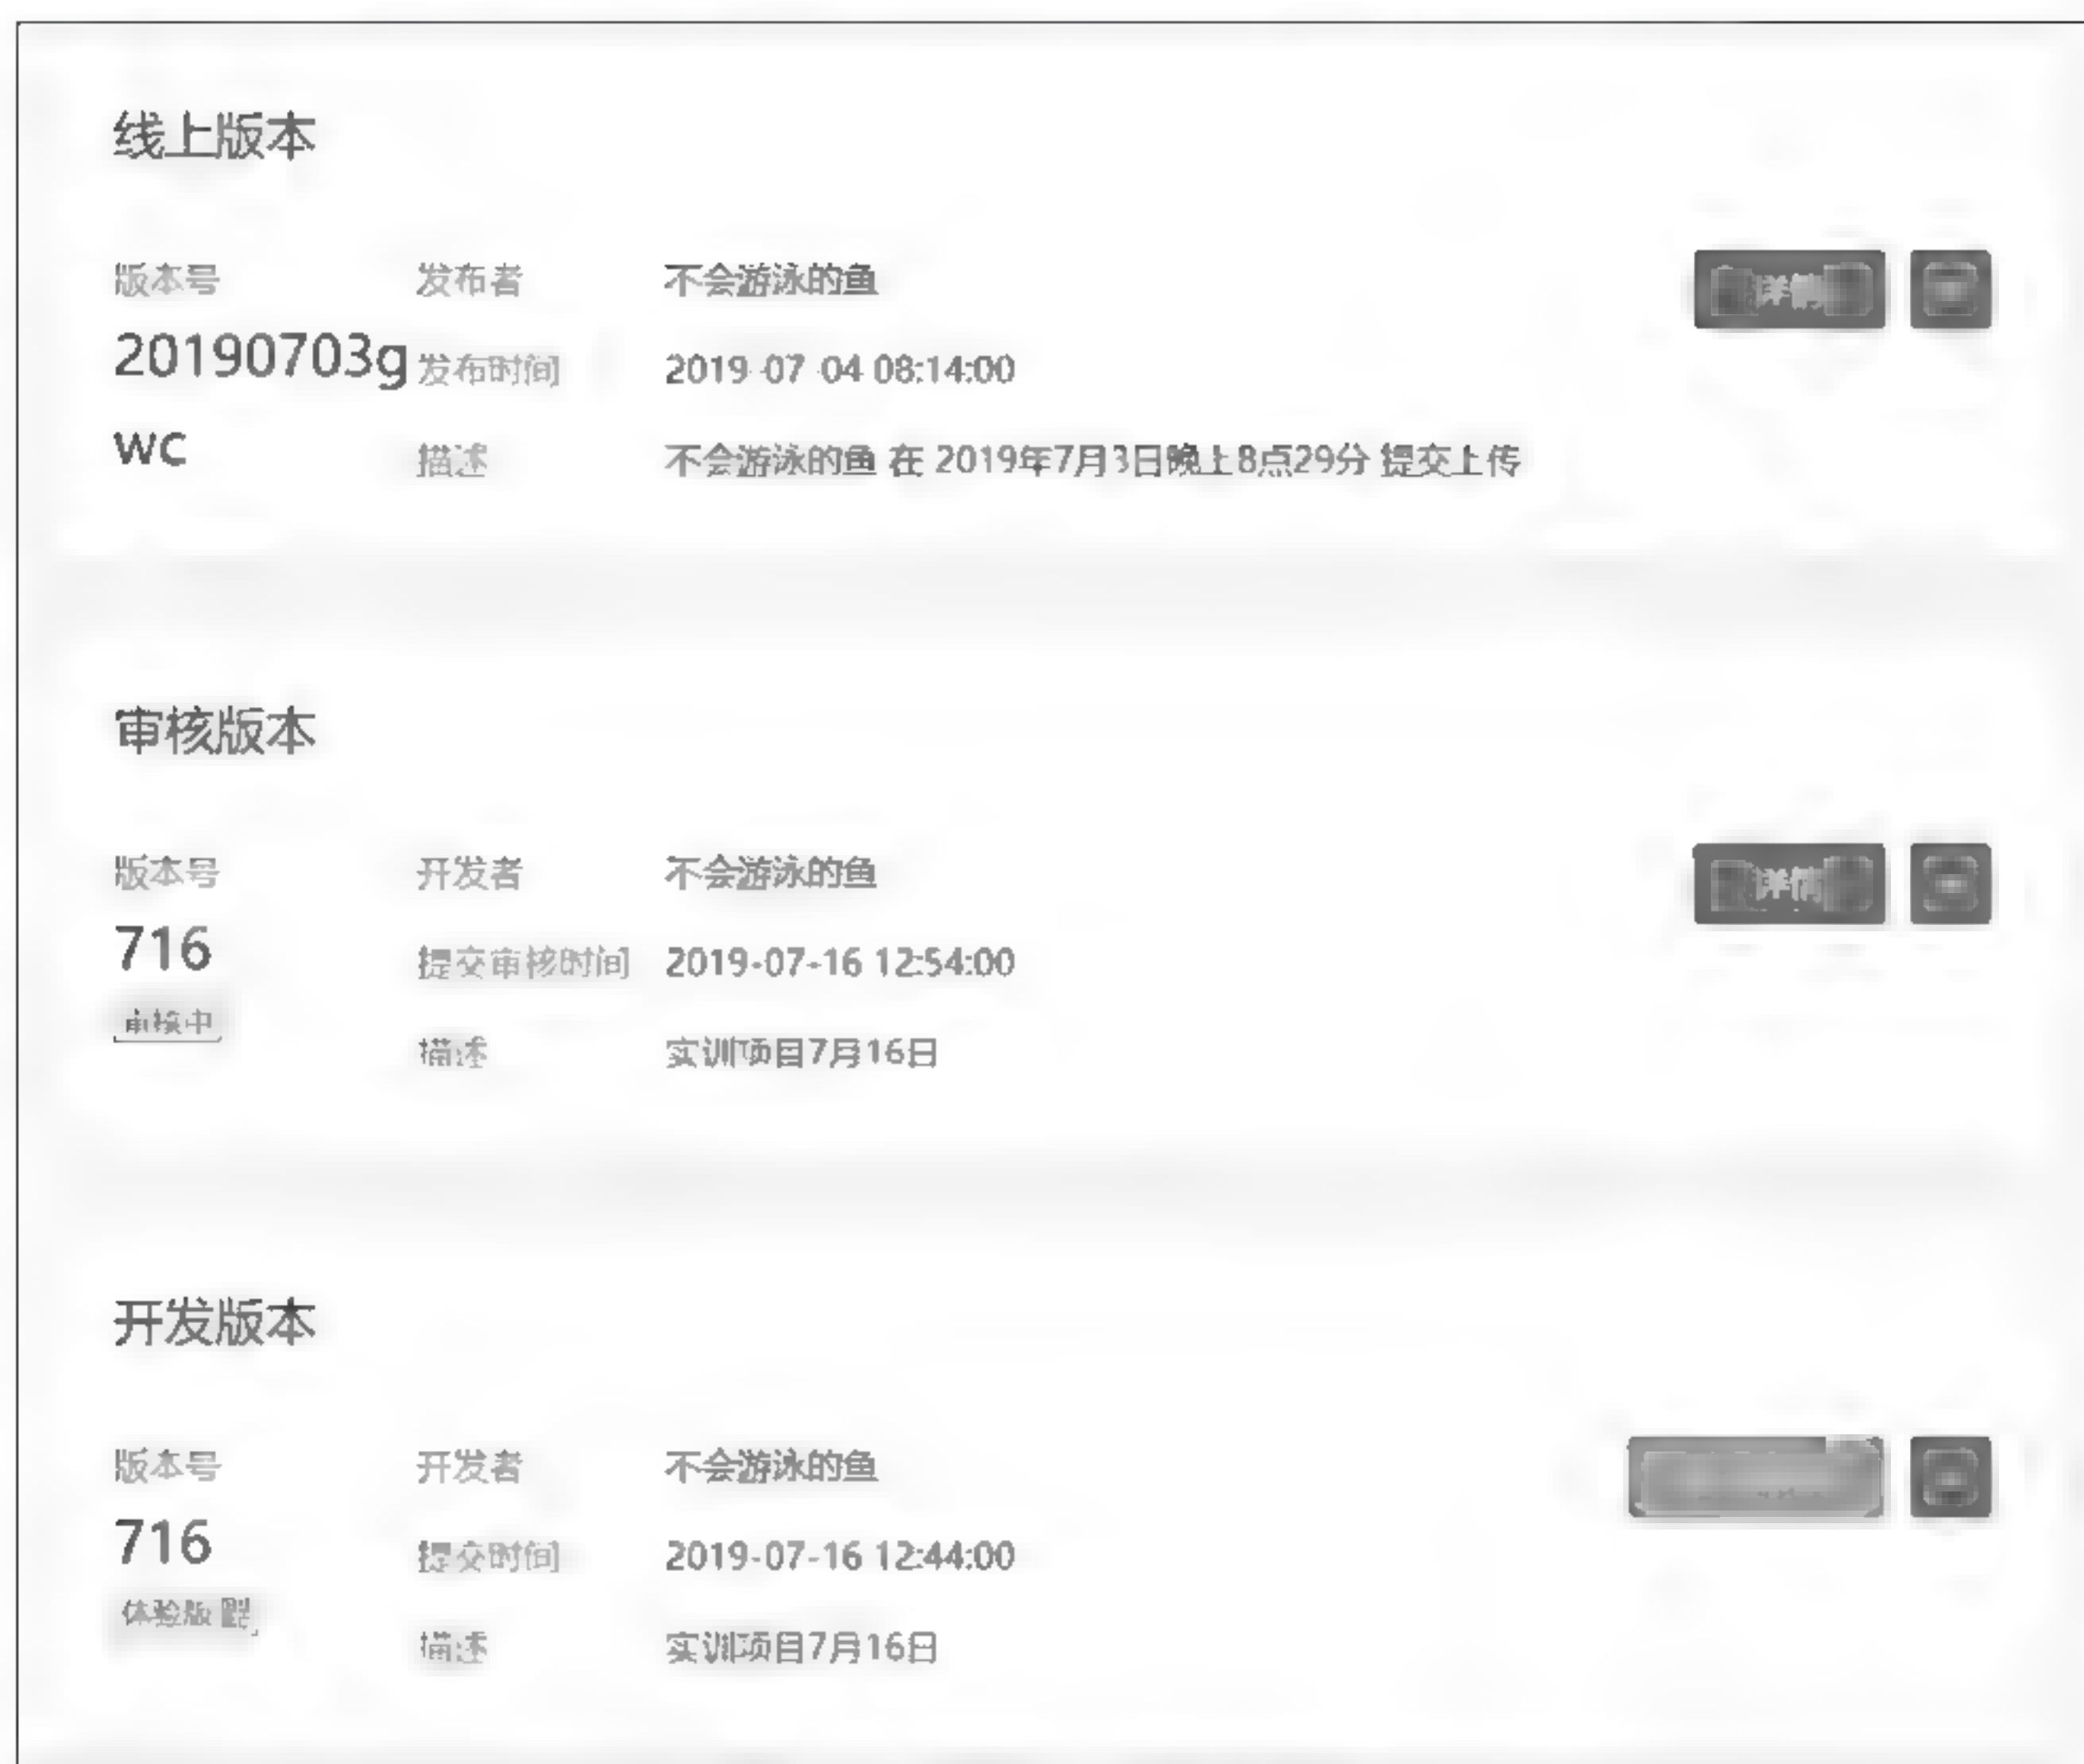 线上版本
版本号 发布者 不会游泳的鱼 详情
20190703g 发布时间 2019-07-04 08:14:00
wc 描述 不会游泳的鱼 在 2019年7月3日晚上8点29分 提交上传
审核版本
版本号 开发者 不会游泳的鱼 详情
716 提交审核时间 2019-07-16 12:54:00
审核中
描述 实训项目7月16日
开发版本
版本号 开发者 不会游泳的鱼
716 提交时间 2019-07-16 12:44:00
体验版
描述 实训项目7月16日